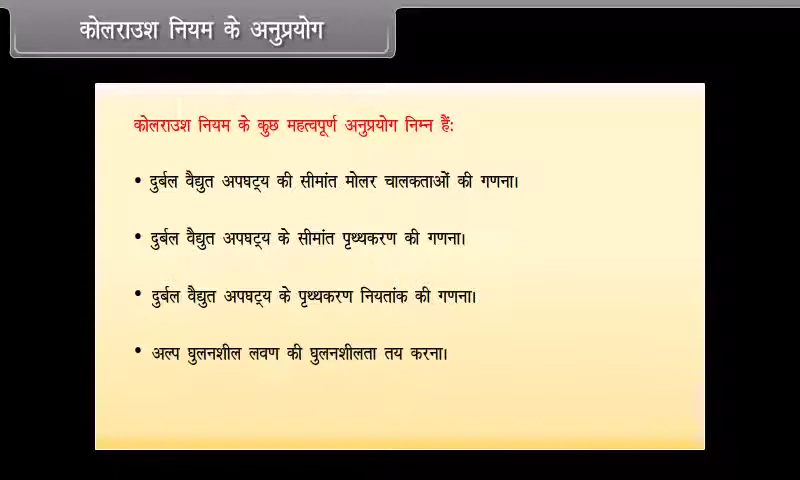 कोलराउश नियम के अनुप्रयोग
कोलराउश नियम के कुछ महत्वपूर्ण अनुप्रयोग निम्न हैं:
• दुर्बल वैद्युत अपघट्य की सीमांत मोलर चालकताओं की गणना।
• दुर्बल वैद्युत अपघट्य के सीमांत पृथ्थकरण की गणना।
• दुर्बल वैद्युत अपघट्य के पृथ्थकरण नियतांक की गणना।
• अल्प घुलनशील लवण की घुलनशीलता तय करना।